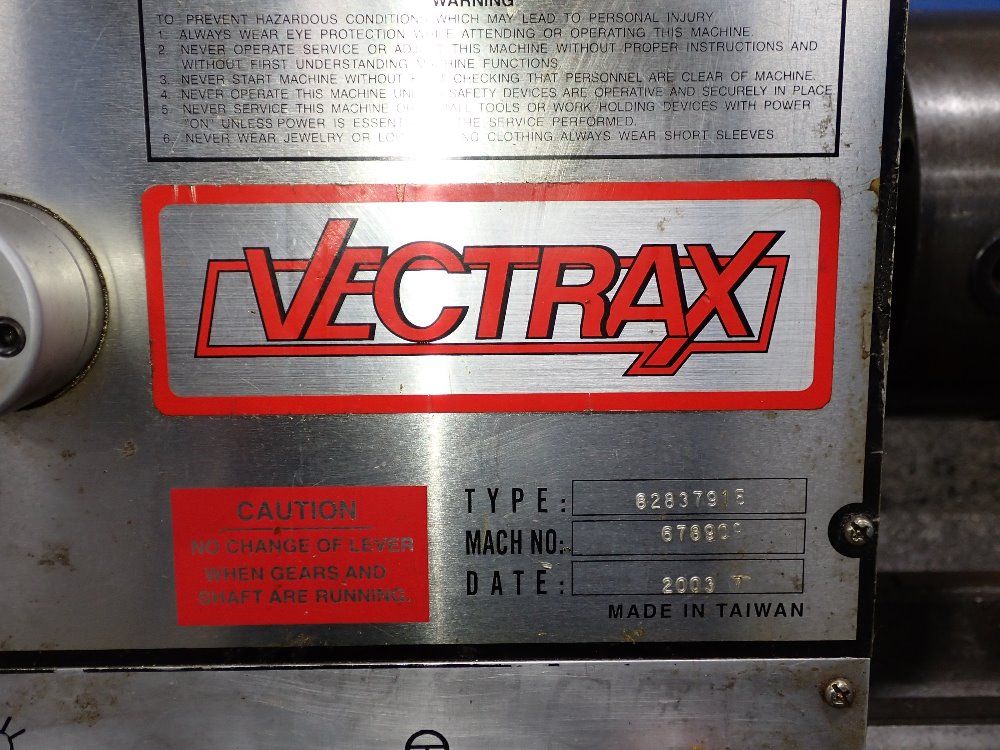 WARNING
TO PREVENT HAZARDOUS CONDITION WHICH MAY LEAD TO PERSONAL INJURY
1. ALWAYS WEAR EYE PROTECTION WHILE ATTENDING OR OPERATING THIS MACHINE.
2. NEVER OPERATE SERVICE OR THIS MACHINE WITHOUT PROPER INSTRUCTIONS AND
WITHOUT FIRST UNDERSTANDING MACHINE FUNCTIONS.
3. NEVER START MACHINE WITHOUT CHECKING THAT PERSONNEL ARE CLEAR OF MACHINE.
4. NEVER OPERATE THIS MACHINE SAFETY DEVICES ARE OPERATIVE AND SECURELY IN PLACE
5. NEVER SERVICE THIS MACHINE TOOLS OR WORK HOLDING DEVICES WITH POWER
"ON" UNLESS POWER IS SERVICE PERFORMED.
6. NEVER WEAR JEWELRY OR CLOTHING ALWAYS WEAR SHORT SLEEVES
VECTRAX
CAUTION
NO CHANGE OF LEVER
WHEN GEARS AND
SHAFT ARE RUNNING.
TYPE:
MACH NO:
DATE: 2003 7
MADE IN TAIWAN